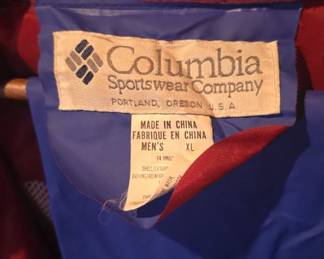 Columbia
Sportswear Company
PORTLAND, OREGON U.S.A.
MADE IN CHINA
FABRIQUE EN CHINA
MEN'S XL